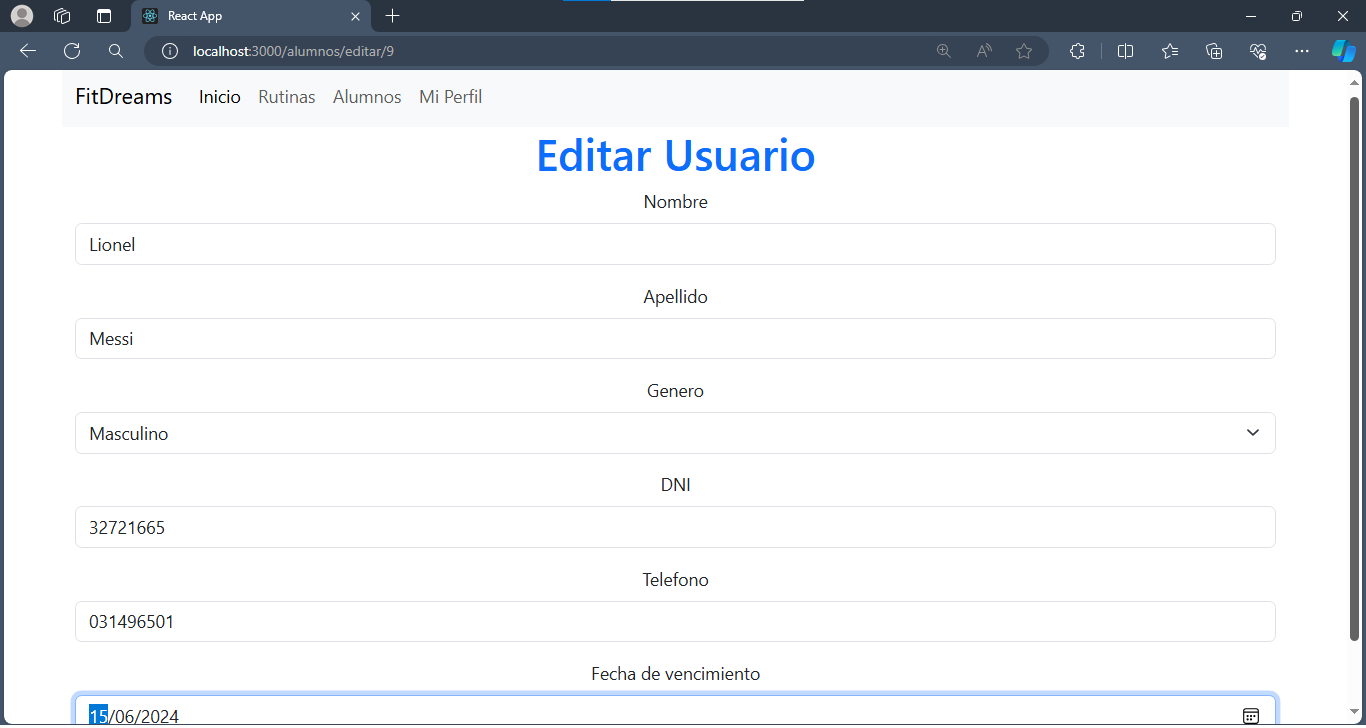 React App
localhost:3000/alumnos/editar/9
FitDreams Inicio Rutinas Alumnos Mi Perfil
Editar Usuario
Nombre
Lionel
Apellido
Messi
Genero
Masculino
DNI
32721665
Telefono
031496501
Fecha de vencimiento
15/06/2024